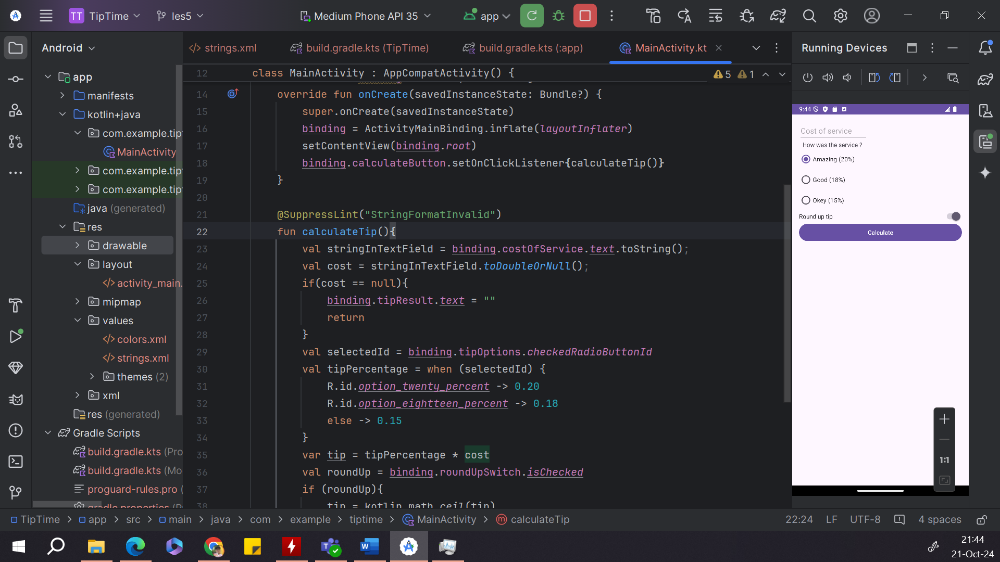 TT TipTime les5 Medium Phone API 35 app
Android
strings.xml build.gradle.kts (TipTime) build.gradle.kts (:app) MainActivity.kt
Running Devices
app
manifests
kotlin+java
com.example.tip
MainActivity
com.example.tip
com.example.tip
java (generated)
res
drawable
layout
activity_main.
mipmap
values
colors.xml
strings.xml
themes (2)
xml
res (generated)
Gradle Scripts
build.gradle.kts (Pro
build.gradle.kts (Mo
proguard-rules.pro (
gradle.properties (P
12 class MainActivity : AppCompatActivity() { 5 1
14 override fun onCreate(savedInstanceState: Bundle?) {
15 super.onCreate(savedInstanceState)
16 binding = ActivityMainBinding.inflate(layoutInflater)
17 setContentView(binding.root)
18 binding.calculateButton.setOnClickListener{calculateTip()}
19 }
20
21 @SuppressLint("StringFormatInvalid")
22 fun calculateTip(){
23 val stringInTextField = binding.costOfService.text.toString();
24 val cost = stringInTextField.toDoubleOrNull();
25 if(cost == null){
26 binding.tipResult.text = ""
27 return
28 }
29 val selectedId = binding.tipOptions.checkedRadioButtonId
30 val tipPercentage = when (selectedId) {
31 R.id.option_twenty_percent -> 0.20
32 R.id.option_eightteen_percent -> 0.18
33 else -> 0.15
34 }
35 var tip = tipPercentage * cost
36 val roundUp = binding.roundUpSwitch.isChecked
37 if (roundUp){
38 tip = kotlin.math.ceil(tip)
9:44
Cost of service
How was the service ?
Amazing (20%)
Good (18%)
Okey (15%)
Round up tip
Calculate
1:1
TipTime > app > src > main > java > com > example > tiptime > MainActivity > calculateTip
22:24 LF UTF-8 4 spaces
21:44
21-Oct-24